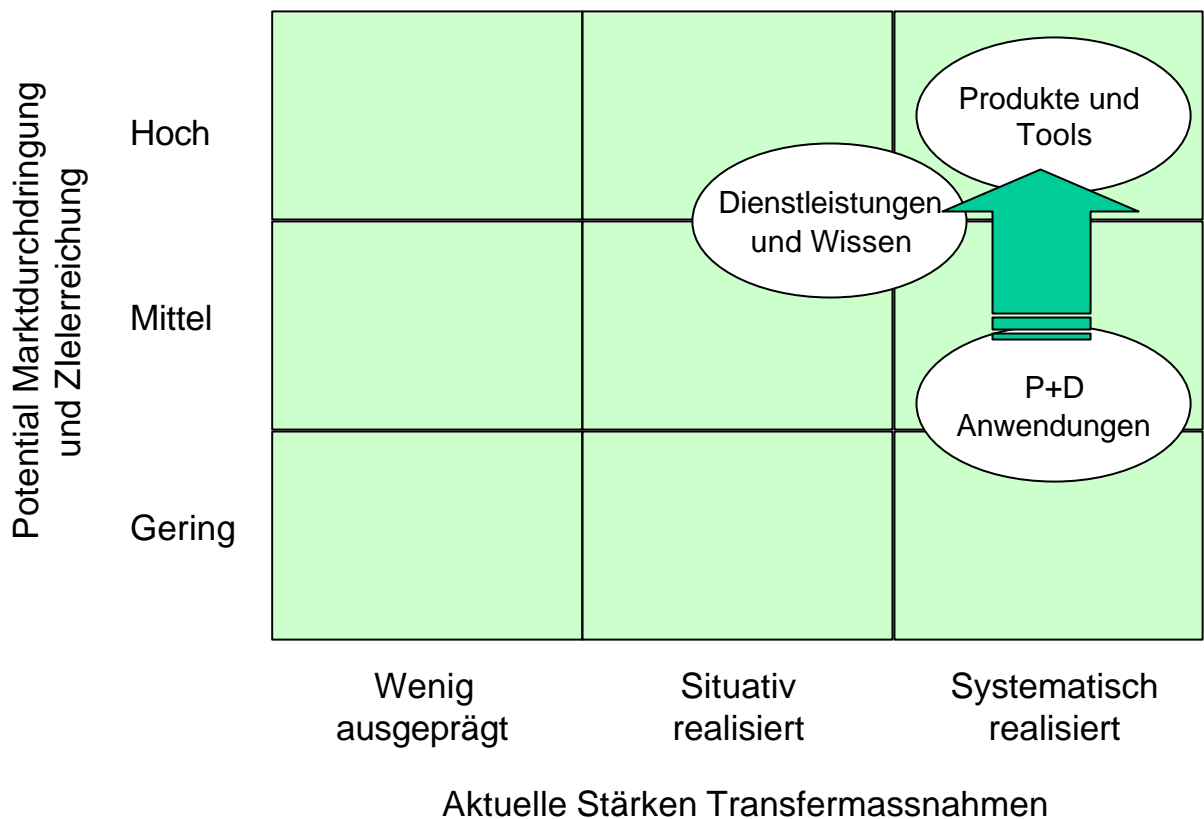 Potential Marktdurchdringung
und ZIelerreichung
Hoch
Mittel
Gering
Produkte und
Tools
Dienstleistungen
und Wissen
P+D
Anwendungen
Wenig
ausgeprägt
Situativ
realisiert
Systematisch
realisiert
Aktuelle Stärken Transfermassnahmen